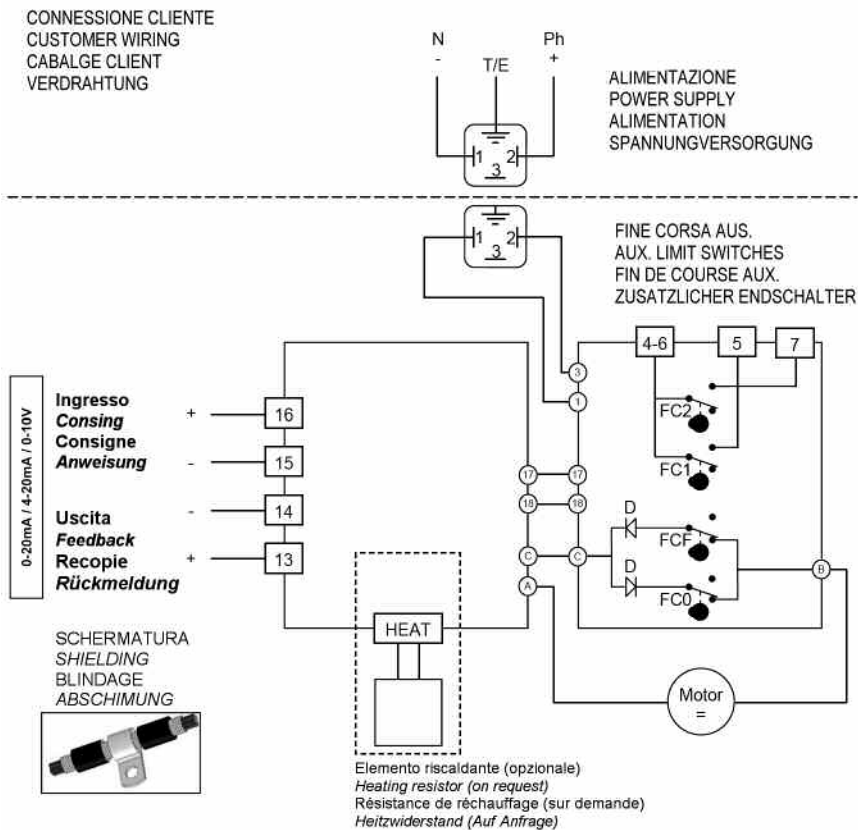 CONNESSIONE CLIENTE
CUSTOMER WIRING
CABALGE CLIENT
VERDRAHTUNG
N
-
T/E
Ph
+
ALIMENTAZIONE
POWER SUPPLY
ALIMENTATION
SPANNUNGVERSORGUNG
1 2
3
1 2
3
FINE CORSA AUS.
AUX. LIMIT SWITCHES
FIN DE COURSE AUX.
ZUSATZLICHER ENDSCHALTER
4-6 5 7
3
1
FC2
FC1
17 17
18 18
C C
A
D
FCF
D
FC0
B
Motor
=
0-20mA / 4-20mA / 0-10V
Ingresso
Consing
Consigne
Anweisung
+ 16
- 15
Uscita
Feedback
Recopie
Rückmeldung
- 14
+ 13
HEAT
SCHERMATURA
SHIELDING
BLINDAGE
ABSCHIMUNG
Elemento riscaldante (opzionale)
Heating resistor (on request)
Résistance de réchauffage (sur demande)
Heitzwiderstand (Auf Anfrage)